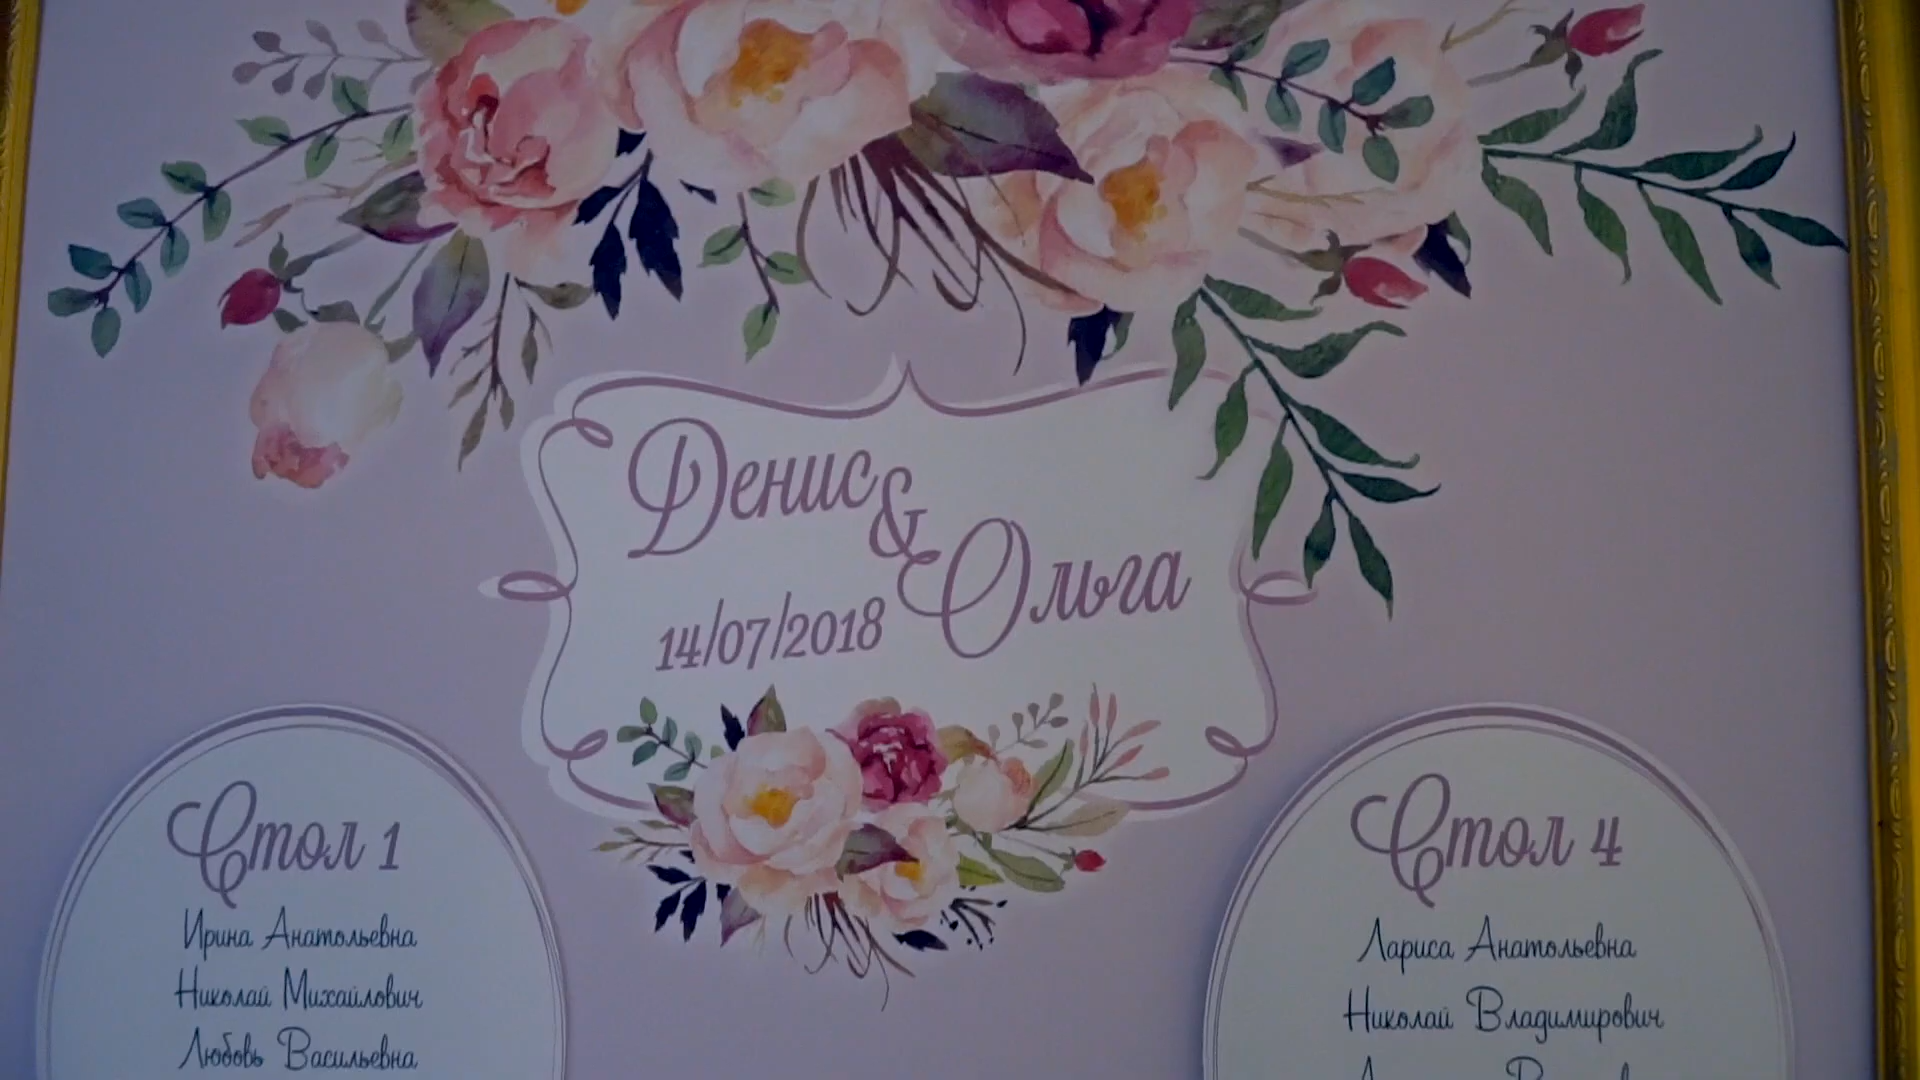 Денис
&
Ольга
14/07/2018
Стол 1
Ирина Анатольевна
Николай Михайлович
Любовь Васильевна
Стол 4
Лариса Анатольевна
Николай Владимирович